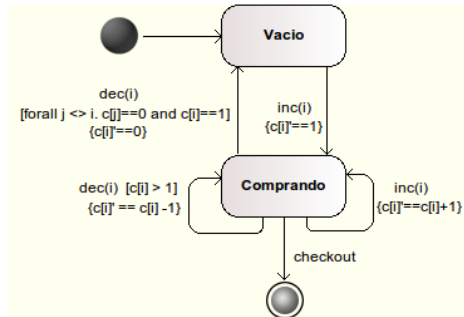 Vacio
dec(i)
[forall j <> i. c[j]==0 and c[i]==1]
{c[i]'==0}
inc(i)
{c[i]'==1}
dec(i) [c[i] > 1]
{c[i]' == c[i] -1}
Comprando
inc(i)
{c[i]'==c[i]+1}
checkout